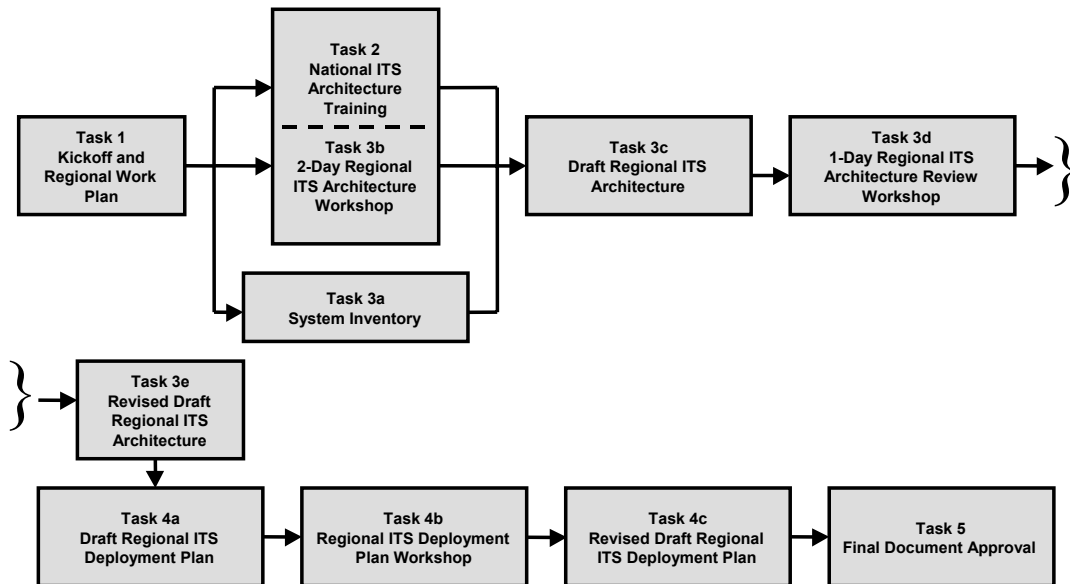 Task 1
Kickoff and
Regional Work
Plan
Task 2
National ITS
Architecture
Training
Task 3b
2-Day Regional
ITS Architecture
Workshop
Task 3a
System Inventory
Task 3c
Draft Regional ITS
Architecture
Task 3d
1-Day Regional ITS
Architecture Review
Workshop
}
}
Task 3e
Revised Draft
Regional ITS
Architecture
Task 4a
Draft Regional ITS
Deployment Plan
Task 4b
Regional ITS Deployment
Plan Workshop
Task 4c
Revised Draft Regional
ITS Deployment Plan
Task 5
Final Document Approval